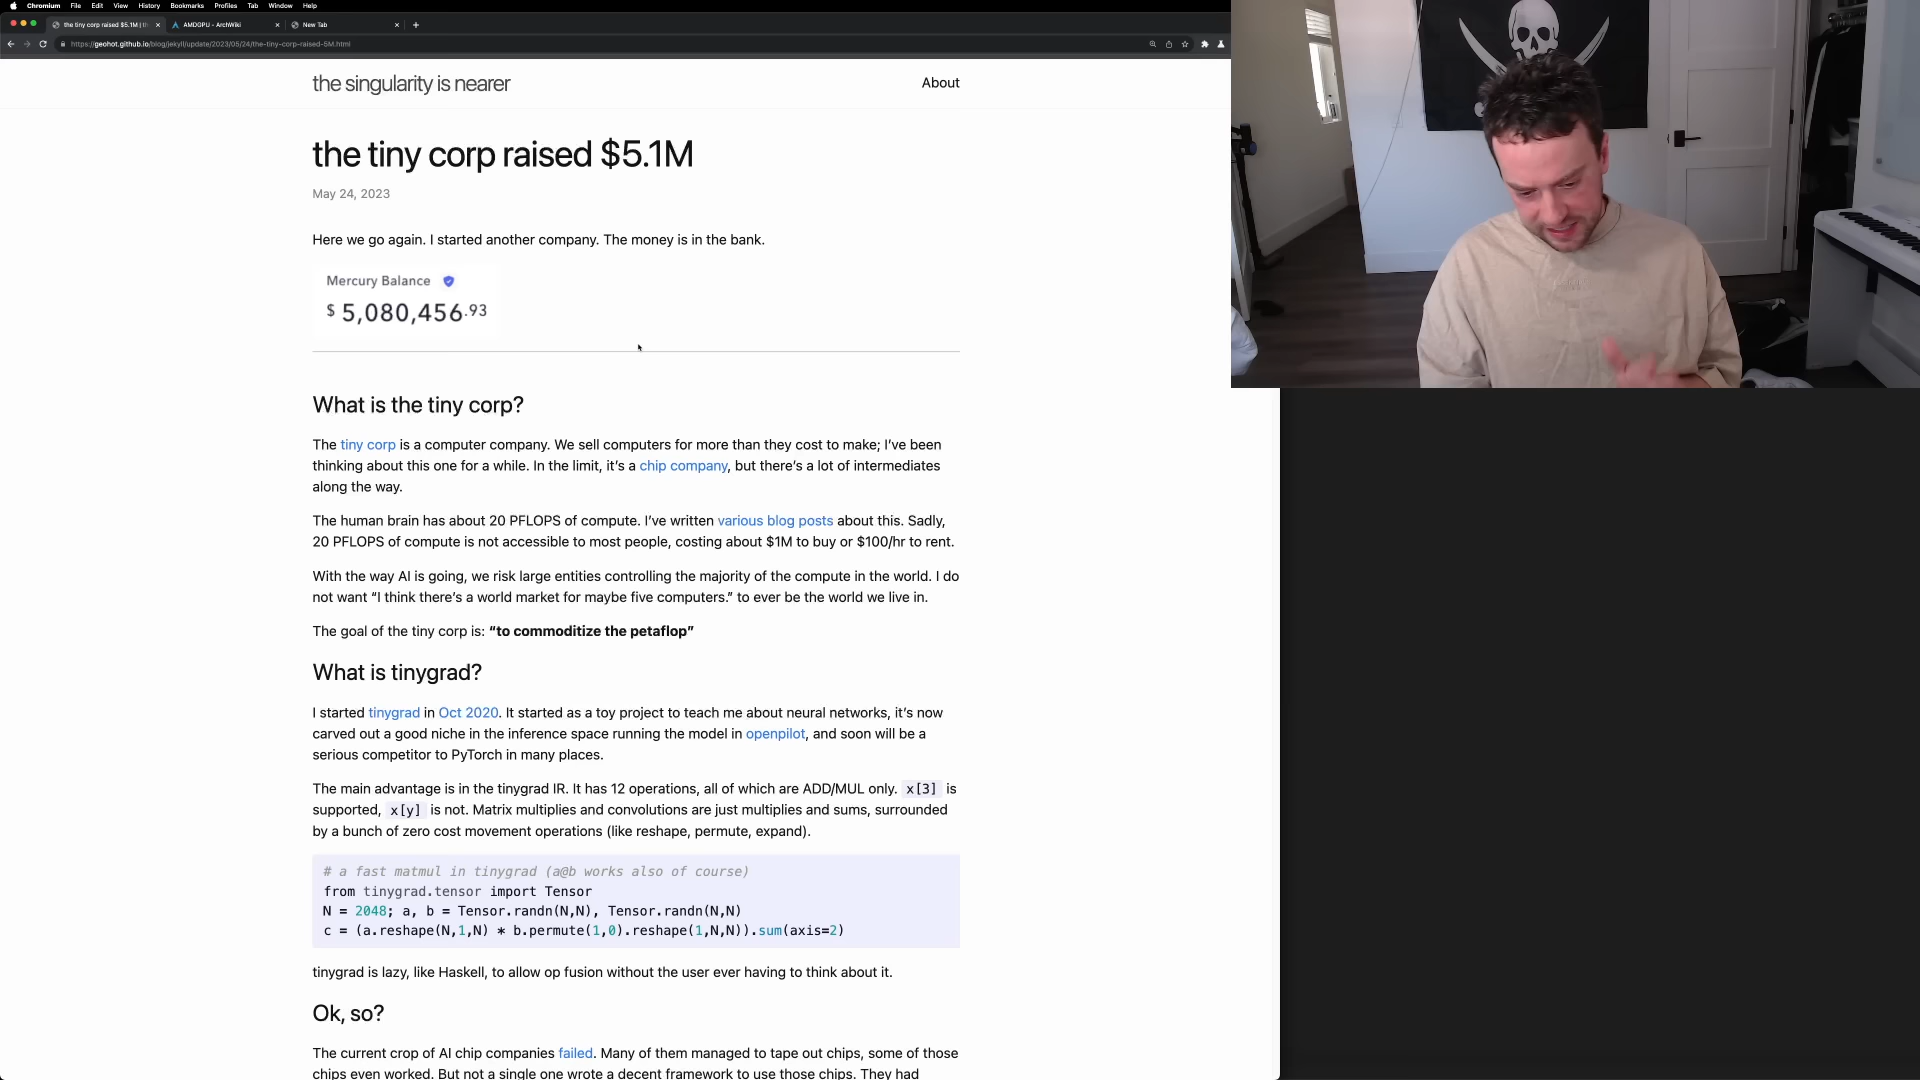 Chromium File Edit View History Bookmarks Profiles Tab Window Help
the tiny corp raised $5.1M | AMDGPU - ArchWiki New Tab
https://geohot.github.io/blog/jekyll/update/2023/05/24/the-tiny-corp-raised-5M.html
the singularity is nearer About
the tiny corp raised $5.1M
May 24, 2023
Here we go again. I started another company. The money is in the bank.
Mercury Balance
$ 5,080,456.93
What is the tiny corp?
The tiny corp is a computer company. We sell computers for more than they cost to make; I’ve been
thinking about this one for a while. In the limit, it’s a chip company, but there’s a lot of intermediates
along the way.
The human brain has about 20 PFLOPS of compute. I’ve written various blog posts about this. Sadly,
20 PFLOPS of compute is not accessible to most people, costing about $1M to buy or $100/hr to rent.
With the way AI is going, we risk large entities controlling the majority of the compute in the world. I do
not want “I think there’s a world market for maybe five computers.” to ever be the world we live in.
The goal of the tiny corp is: “to commoditize the petaflop”
What is tinygrad?
I started tinygrad in Oct 2020. It started as a toy project to teach me about neural networks, it’s now
carved out a good niche in the inference space running the model in openpilot, and soon will be a
serious competitor to PyTorch in many places.
The main advantage is in the tinygrad IR. It has 12 operations, all of which are ADD/MUL only. x[3] is
supported, x[y] is not. Matrix multiplies and convolutions are just multiplies and sums, surrounded
by a bunch of zero cost movement operations (like reshape, permute, expand).
# a fast matmul in tinygrad (a@b works also of course)
from tinygrad.tensor import Tensor
N = 2048; a, b = Tensor.randn(N,N), Tensor.randn(N,N)
c = (a.reshape(N,1,N) * b.permute(1,0).reshape(1,N,N)).sum(axis=2)
tinygrad is lazy, like Haskell, to allow op fusion without the user ever having to think about it.
Ok, so?
The current crop of AI chip companies failed. Many of them managed to tape out chips, some of those
chips even worked. But not a single one wrote a decent framework to use those chips. They had